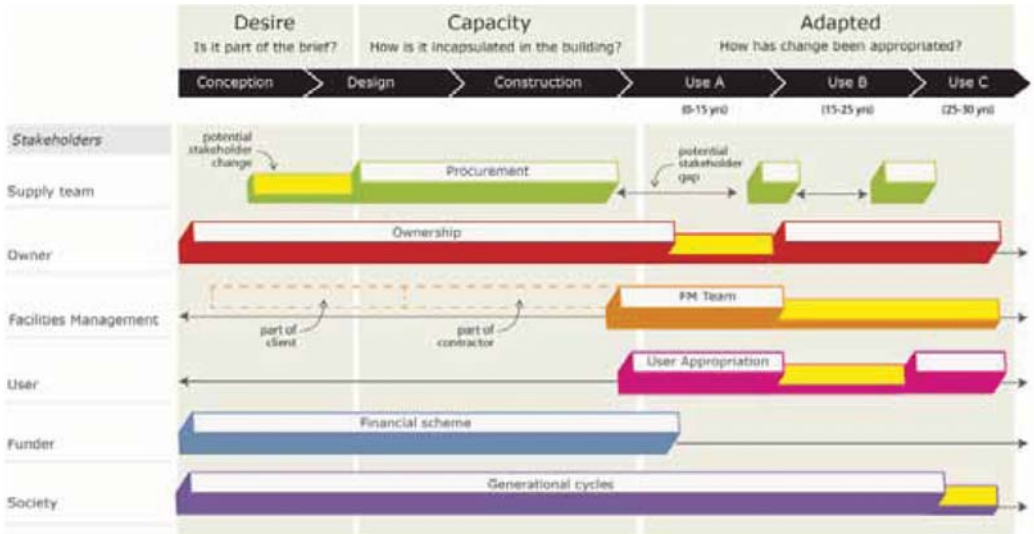 Desire
Capacity
Adapted
Is it part of the brief?
How is it incapsulated in the building?
How has change been appropriated?
Conception
Design
Construction
Use A
Use B
Use C
(0-15 yrs)
(15-25 yrs)
(25-30 yrs)
Stakeholders
potential
stakeholder
change
Procurement
potential
stakeholder
gap
Supply team
Ownership
Owner
FM Team
Facilities Management
part of
client
part of
contractor
User Appropriation
User
Financial scheme
Funder
Generational cycles
Society